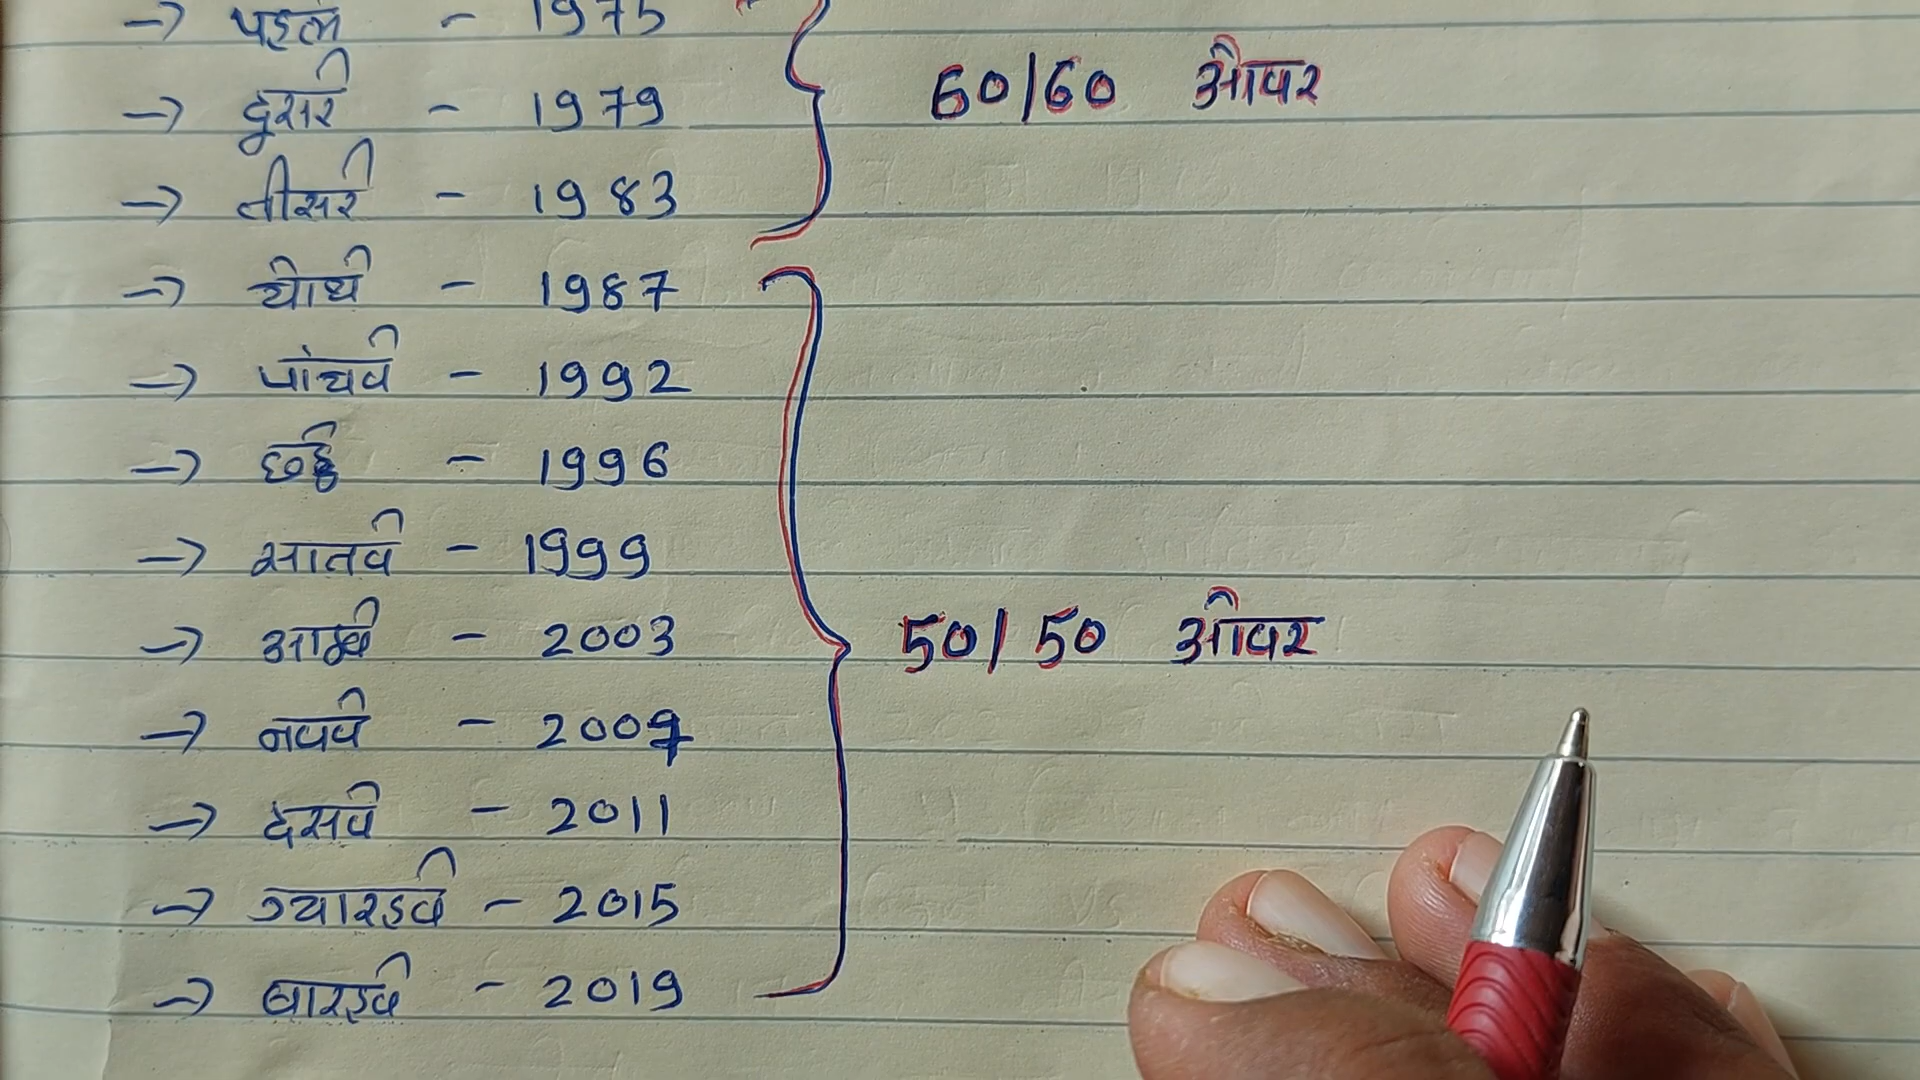 → पहले - 1975
→ दूसरे - 1979
60/60 ओवर
→ तीसरे - 1983
→ चौथे - 1987
→ पांचवे - 1992
→ छठे - 1996
→ सातवे - 1999
→ आठवे - 2003
50/50 ओवर
→ नववे - 2007
→ दसवे - 2011
→ ग्यारहवे - 2015
→ बारहवे - 2019